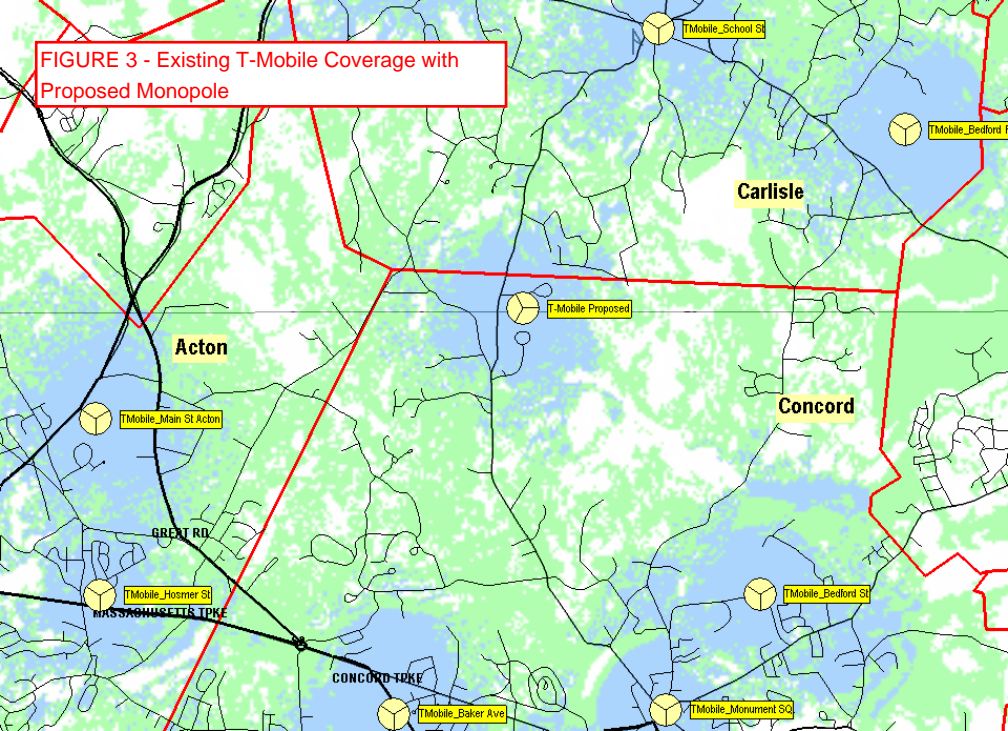 FIGURE 3 - Existing T-Mobile Coverage with
Proposed Monopole
TMobile_School St
TMobile_Bedford
Carlisle
T-Mobile Proposed
Acton
Concord
TMobile_Main St Acton
GREAT RD
TMobile_Hosmer St
MASSACHUSETTS TPKE
TMobile_Bedford St
CONCORD TPKE
TMobile_Baker Ave
TMobile_Monument SQ